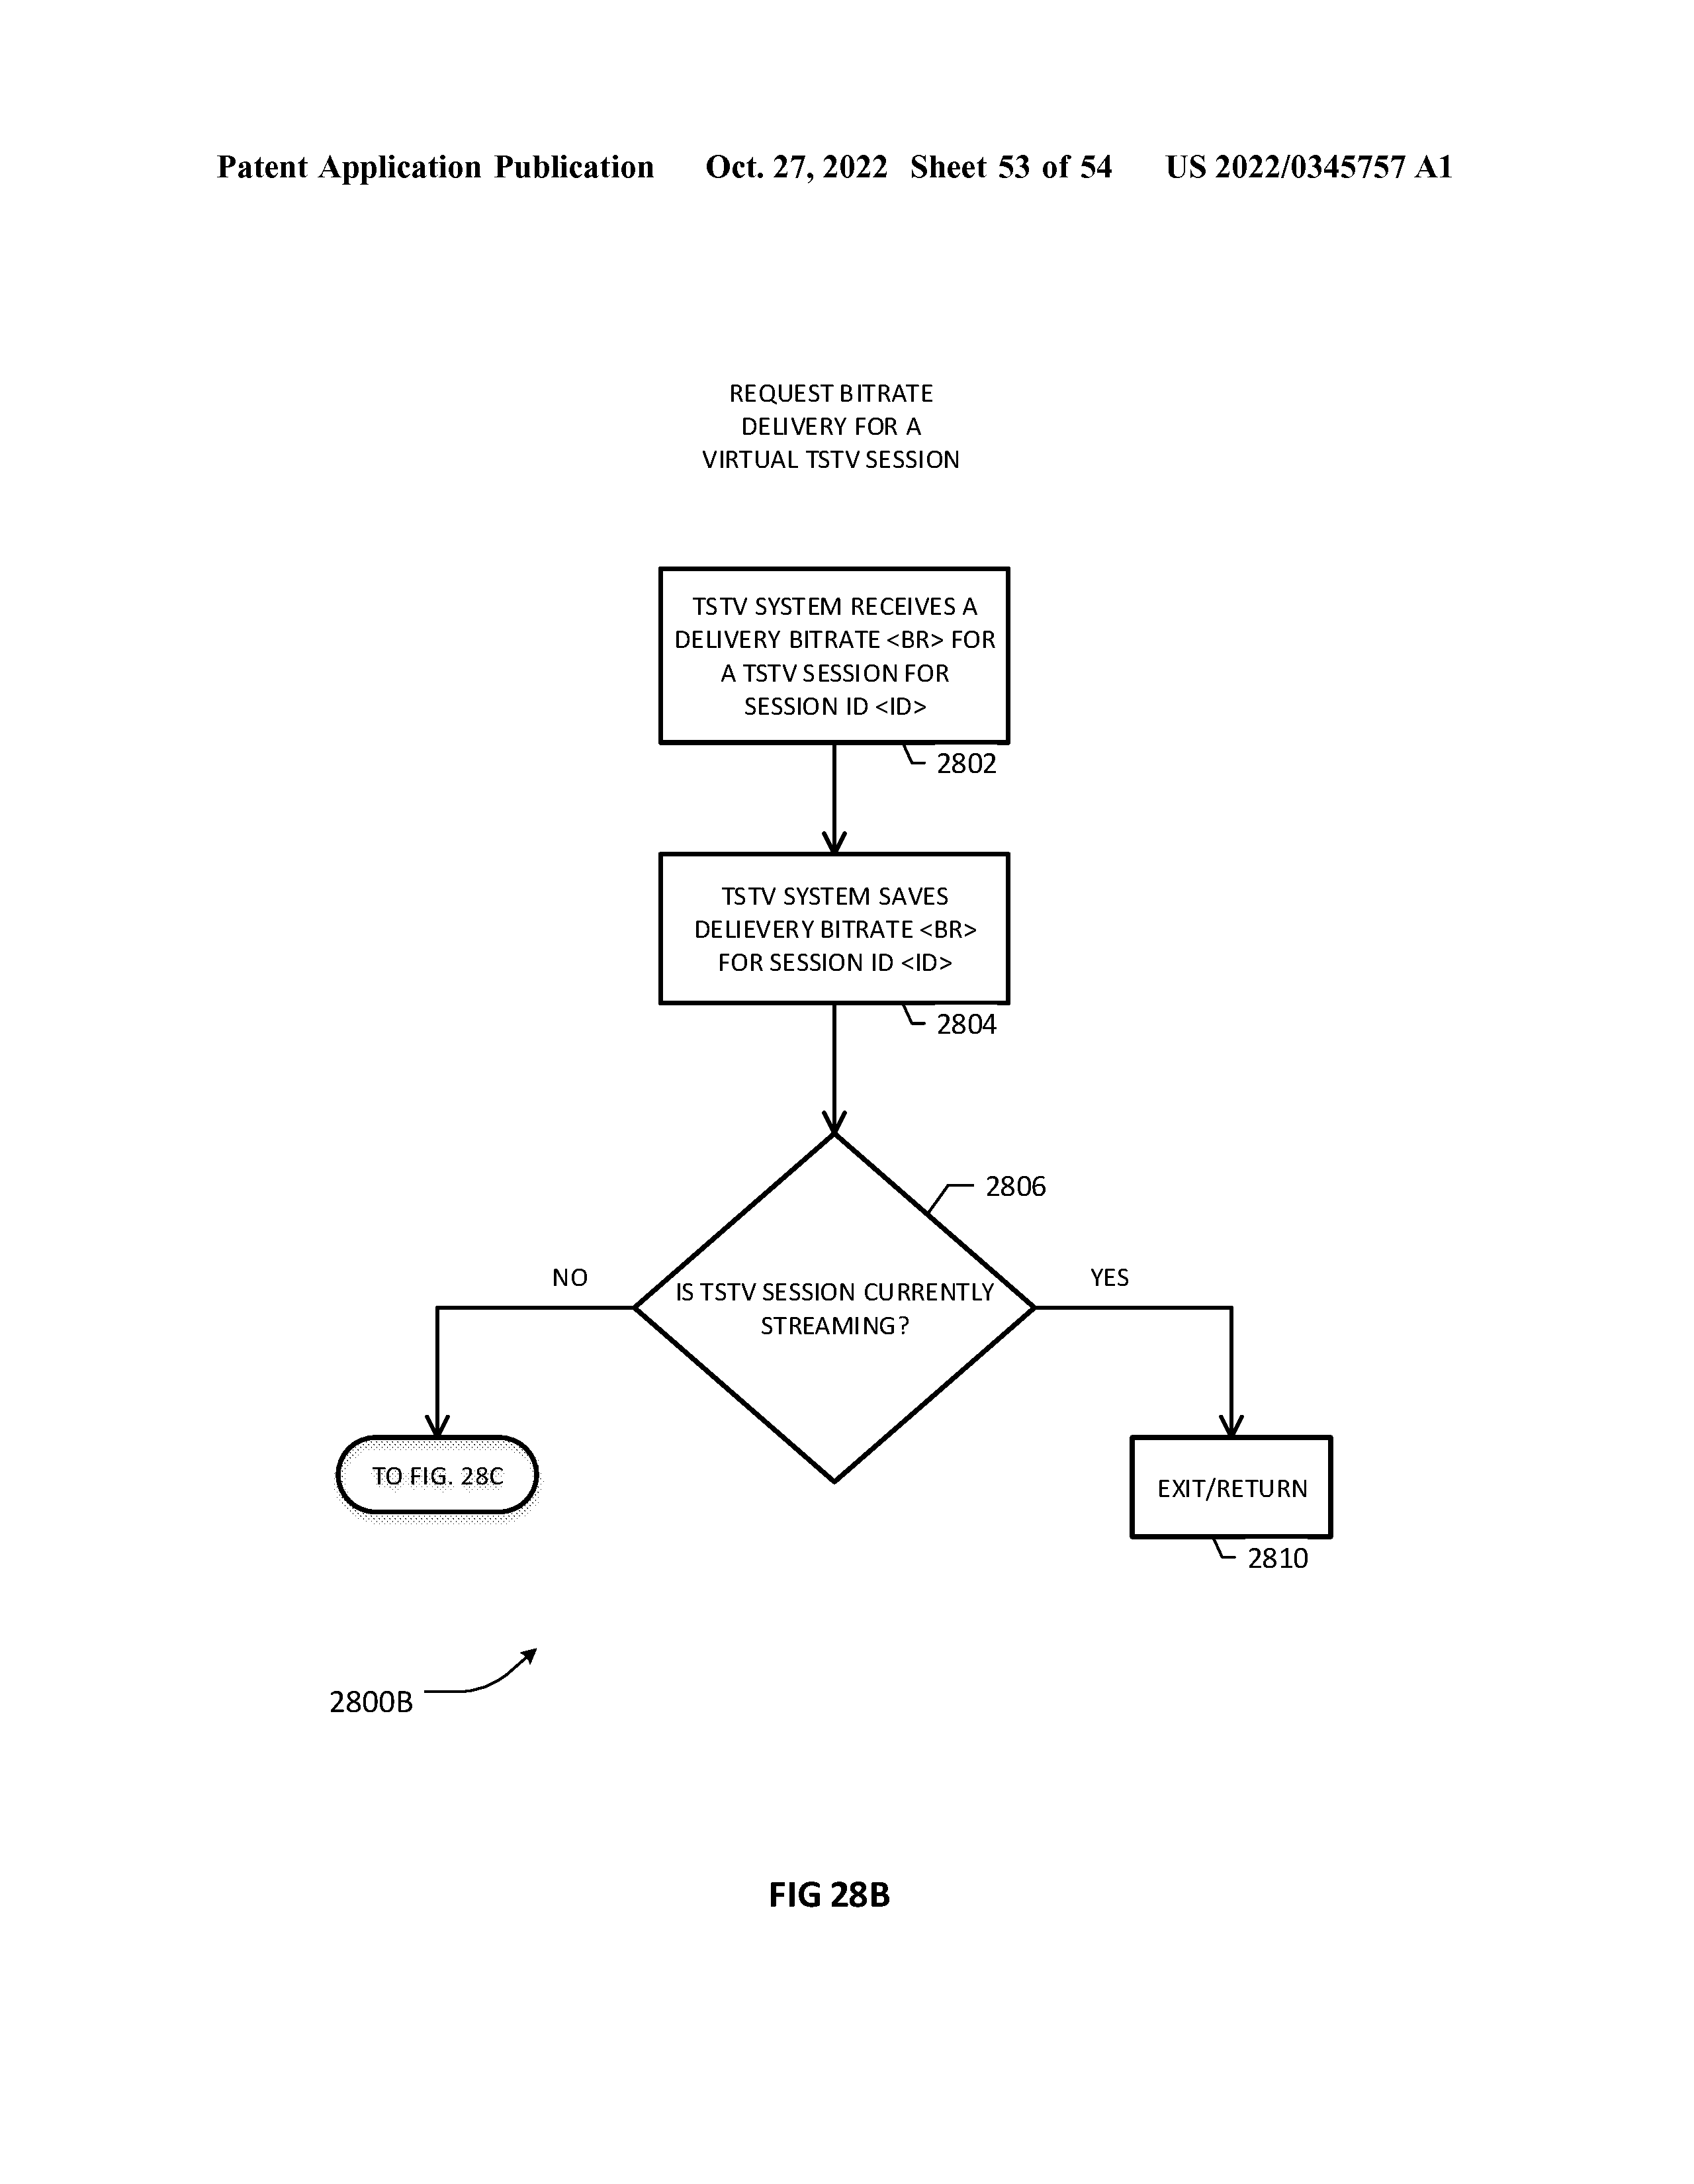 Patent Application Publication Oct. 27, 2022 Sheet 53 of 54 US 2022/0345757 A1
REQUEST BITRATE
DELIVERY FOR A
VIRTUAL TSTV SESSION
TSTV SYSTEM RECEIVES A
DELIVERY BITRATE <BR> FOR
A TSTV SESSION FOR
SESSION ID <ID>
2802
TSTV SYSTEM SAVES
DELIEVERY BITRATE <BR>
FOR SESSION ID <ID>
2804
2806
NO
IS TSTV SESSION CURRENTLY
STREAMING?
YES
TO FIG. 28C
EXIT/RETURN
2810
2800B
FIG 28B